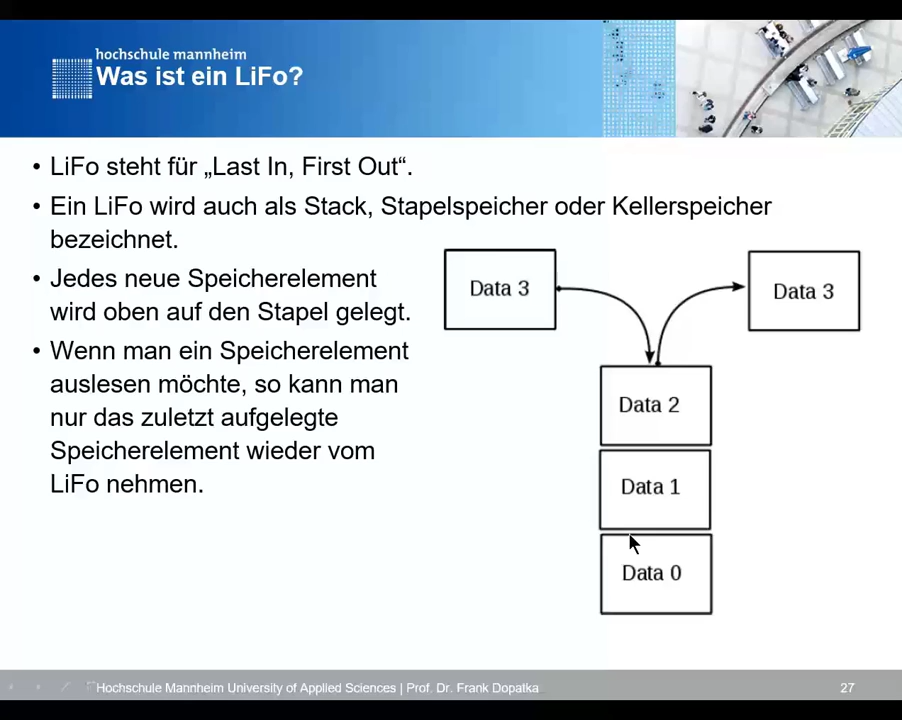 hochschule mannheim
Was ist ein LiFo?
• LiFo steht für „Last In, First Out“.
• Ein LiFo wird auch als Stack, Stapelspeicher oder Kellerspeicher
bezeichnet.
• Jedes neue Speicherelement
wird oben auf den Stapel gelegt.
• Wenn man ein Speicherelement
auslesen möchte, so kann man
nur das zuletzt aufgelegte
Speicherelement wieder vom
LiFo nehmen.
Data 3
Data 3
Data 2
Data 1
Data 0
Hochschule Mannheim University of Applied Sciences | Prof. Dr. Frank Dopatka
27